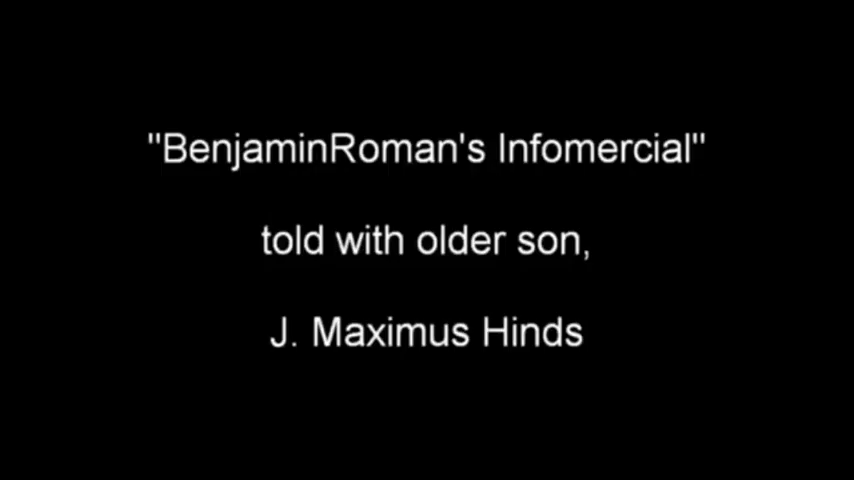 "BenjaminRoman's Infomercial"
told with older son,
J. Maximus Hinds